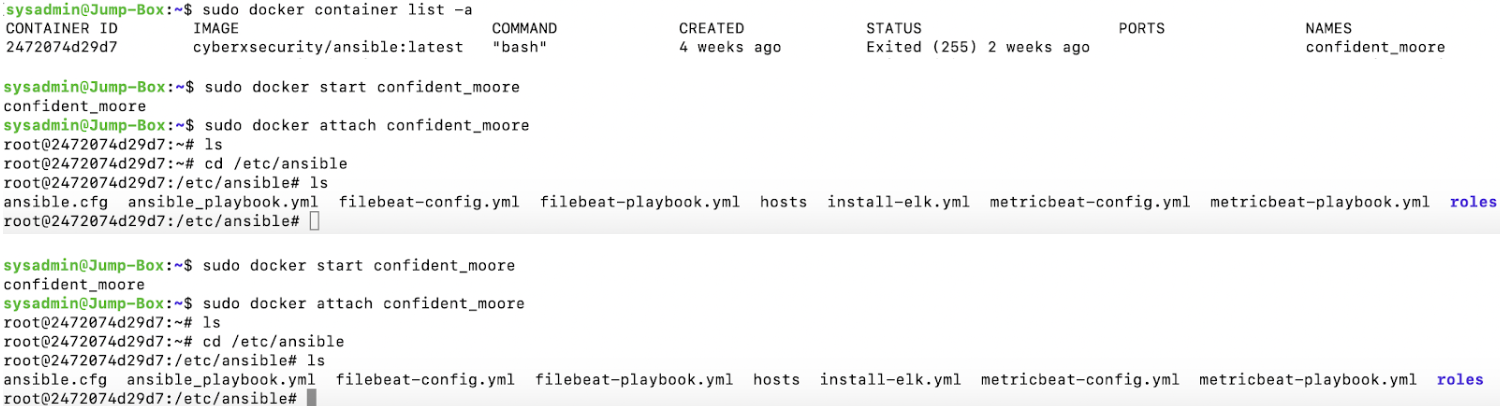 sysadmin@Jump-Box:~$ sudo docker container list -a
CONTAINER ID IMAGE COMMAND CREATED STATUS PORTS NAMES
2472074d29d7 cyberxsecurity/ansible:latest "bash" 4 weeks ago Exited (255) 2 weeks ago confident_moore
sysadmin@Jump-Box:~$ sudo docker start confident_moore
confident_moore
sysadmin@Jump-Box:~$ sudo docker attach confident_moore
root@2472074d29d7:~# ls
root@2472074d29d7:~# cd /etc/ansible
root@2472074d29d7:/etc/ansible# ls
ansible.cfg ansible_playbook.yml filebeat-config.yml filebeat-playbook.yml hosts install-elk.yml metricbeat-config.yml metricbeat-playbook.yml roles
root@2472074d29d7:/etc/ansible#
sysadmin@Jump-Box:~$ sudo docker start confident_moore
confident_moore
sysadmin@Jump-Box:~$ sudo docker attach confident_moore
root@2472074d29d7:~# ls
root@2472074d29d7:~# cd /etc/ansible
root@2472074d29d7:/etc/ansible# ls
ansible.cfg ansible_playbook.yml filebeat-config.yml filebeat-playbook.yml hosts install-elk.yml metricbeat-config.yml metricbeat-playbook.yml roles
root@2472074d29d7:/etc/ansible#